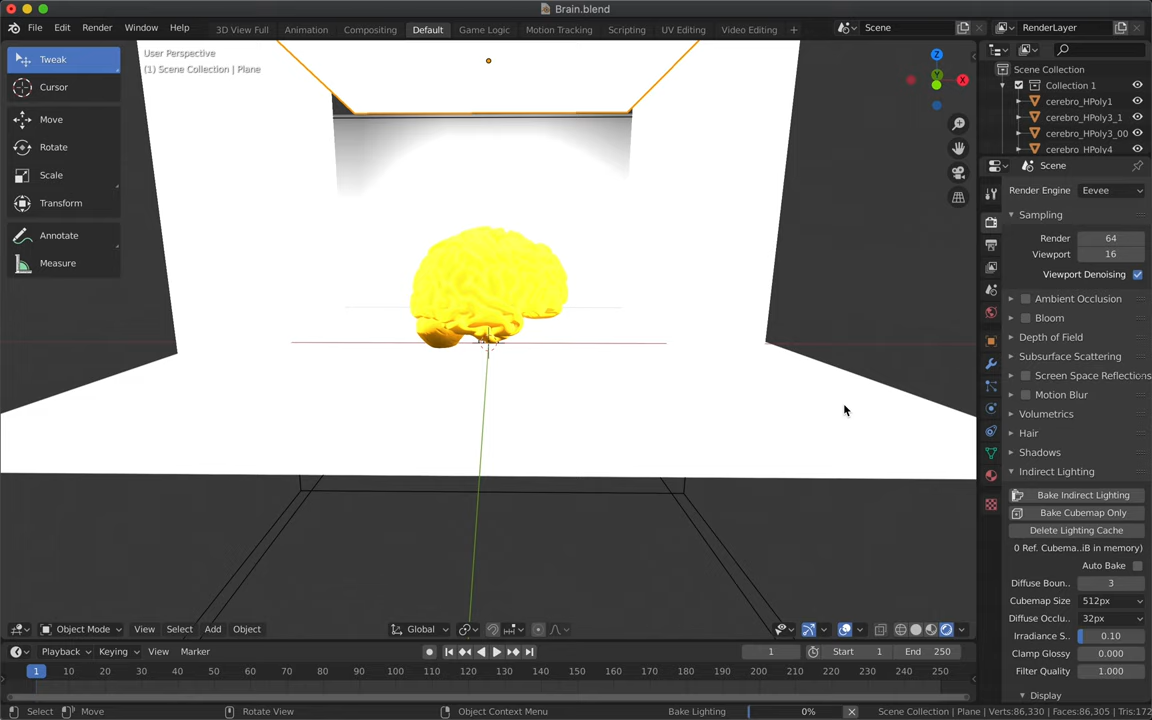 Brain.blend
File Edit Render Window Help 3D View Full Animation Compositing Default Game Logic Motion Tracking Scripting UV Editing Video Editing + Scene RenderLayer
Tweak
Cursor
Move
Rotate
Scale
Transform
Annotate
Measure
User Perspective
(1) Scene Collection | Plane
Z
Y
X
Scene Collection
Collection 1
cerebro_HPoly1
cerebro_HPoly3_1
cerebro_HPoly3_00
cerebro_HPoly4
Scene
Render Engine Eevee
Sampling
Render 64
Viewport 16
Viewport Denoising
Ambient Occlusion
Bloom
Depth of Field
Subsurface Scattering
Screen Space Reflections
Motion Blur
Volumetrics
Hair
Shadows
Indirect Lighting
Bake Indirect Lighting
Bake Cubemap Only
Delete Lighting Cache
0 Ref. Cubema..iB in memory)
Auto Bake
Diffuse Boun.. 3
Cubemap Size 512px
Diffuse Occlu.. 32px
Irradiance S.. 0.10
Clamp Glossy 0.000
Filter Quality 1.000
Display
Object Mode View Select Add Object Global
Playback Keying View Marker 1 Start 1 End 250
1 10 20 30 40 50 60 70 80 90 100 110 120 130 140 150 160 170 180 190 200 210 220 230 240 250
Select Move Rotate View Object Context Menu Bake Lighting 0% Scene Collection | Plane | Verts:86,330 | Faces:86,305 | Tris:172